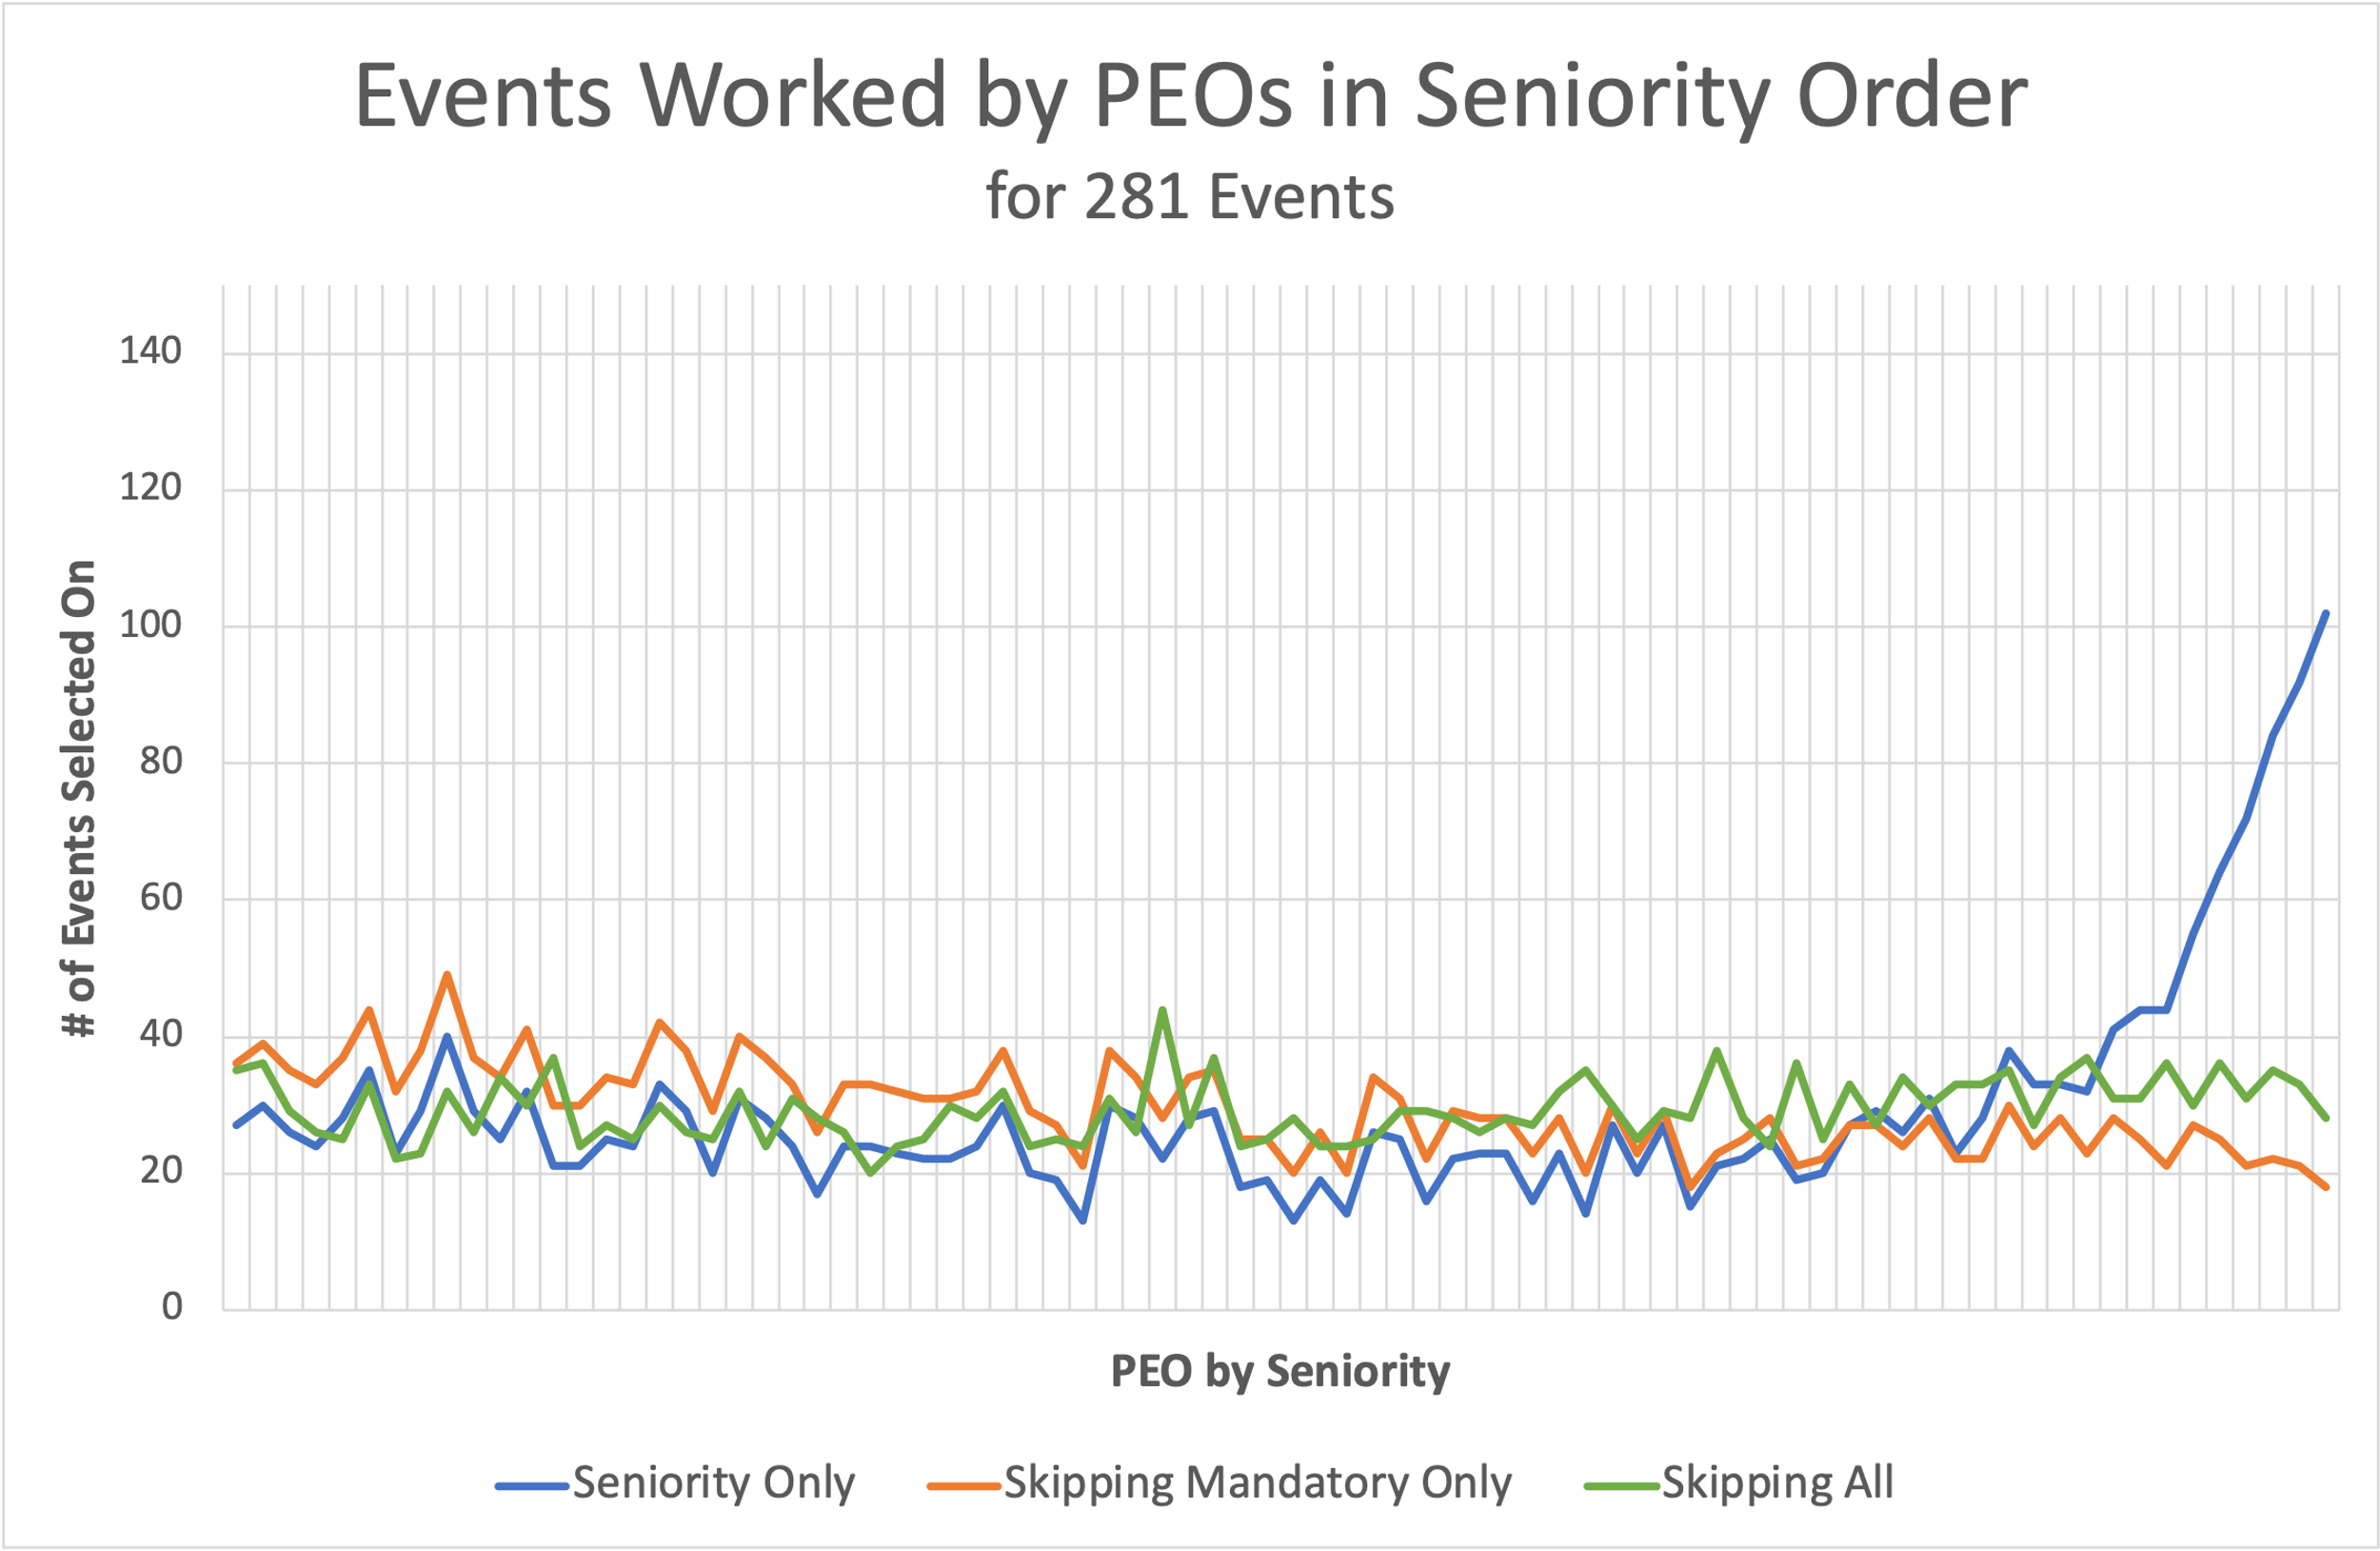 Events Worked by PEOs in Seniority Order
for 281 Events
# of Events Selected On
140
120
100
80
60
40
20
0
PEO by Seniority
Seniority Only
Skipping Mandatory Only
Skipping All